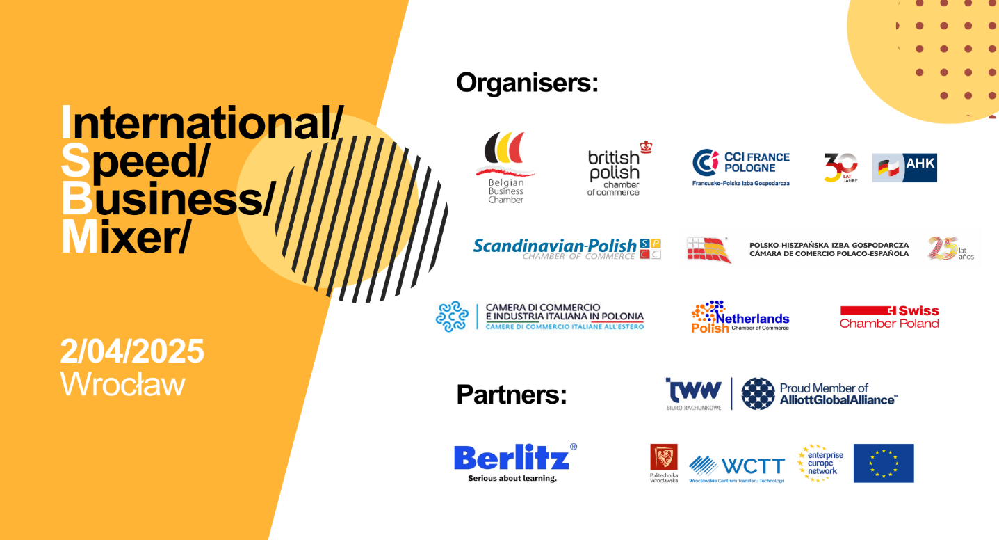 International/
Speed/
Business/
Mixer/
2/04/2025
Wrocław
Organisers:
Belgian
Business
Chamber
british
polish
chamber
of commerce
CCI FRANCE
POLOGNE
Francusko-Polska Izba Gospodarcza
30
LAT
JAHRE
AHK
Scandinavian-Polish
CHAMBER OF COMMERCE
SP
CC
POLSKO-HISZPAŃSKA IZBA GOSPODARCZA
CÁMARA DE COMERCIO POLACO-ESPAÑOLA
25 lat
años
CAMERA DI COMMERCIO
E INDUSTRIA ITALIANA IN POLONIA
CAMERE DI COMMERCIO ITALIANE ALL'ESTERO
Netherlands
Polish Chamber of Commerce
Swiss
Chamber Poland
Partners:
TWW
BIURO RACHUNKOWE
Proud Member of
AlliottGlobalAlliance™
Berlitz®
Serious about learning.
Politechnika
Wrocławska
WCTT
Wrocławskie Centrum Transferu Technologii
enterprise
europe
network